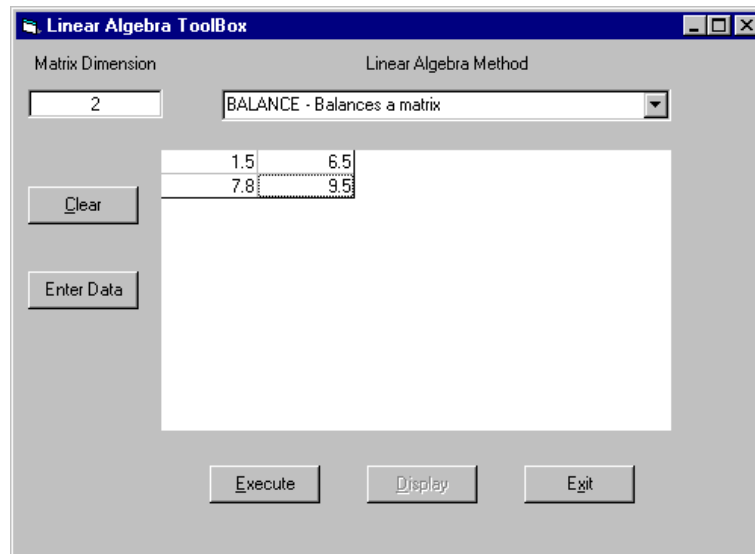 Linear Algebra ToolBox
Matrix Dimension Linear Algebra Method
2 BALANCE - Balances a matrix
1.5 6.5
7.8 9.5
Clear
Enter Data
Execute Display Exit